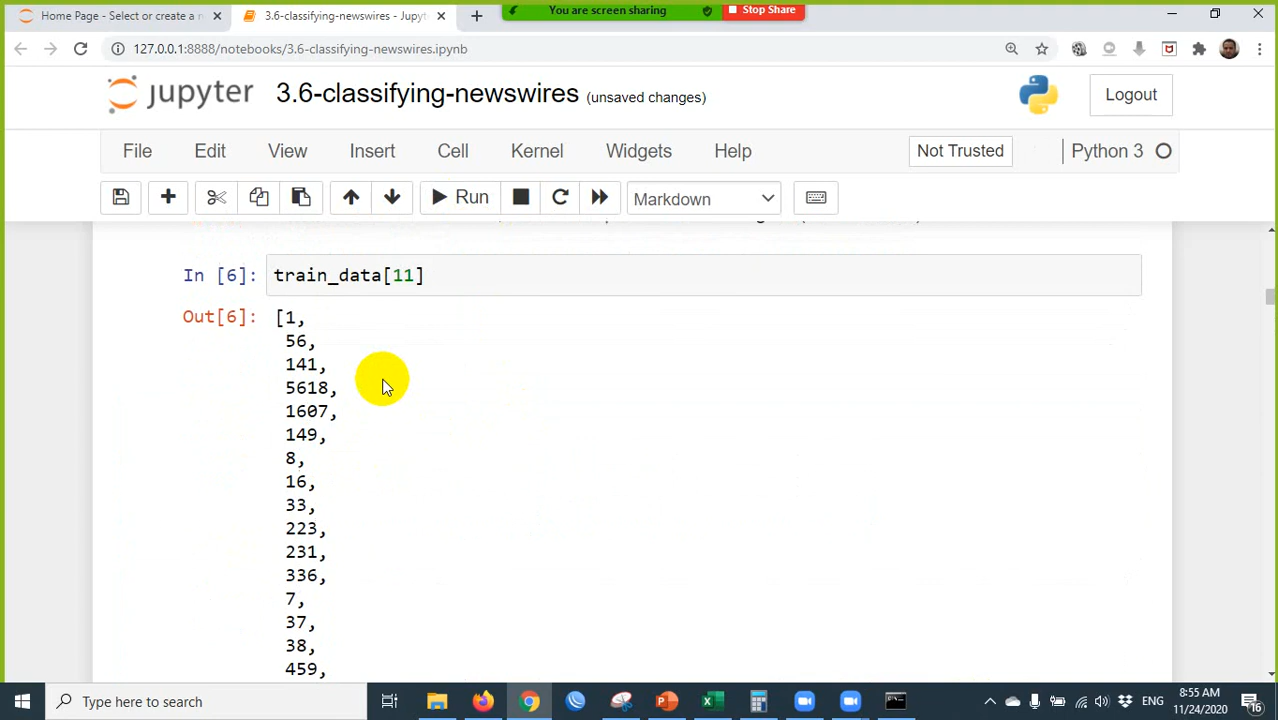 Home Page - Select or create a n
3.6-classifying-newswires - Jupyt
You are screen sharing
Stop Share
127.0.0.1:8888/notebooks/3.6-classifying-newswires.ipynb
jupyter
3.6-classifying-newswires (unsaved changes)
Logout
File Edit View Insert Cell Kernel Widgets Help
Not Trusted
Python 3
Run
Markdown
In [6]: train_data[11]
Out[6]: [1,
56,
141,
5618,
1607,
149,
8,
16,
33,
223,
231,
336,
7,
37,
38,
459,
Type here to search
ENG
8:55 AM
11/24/2020
16